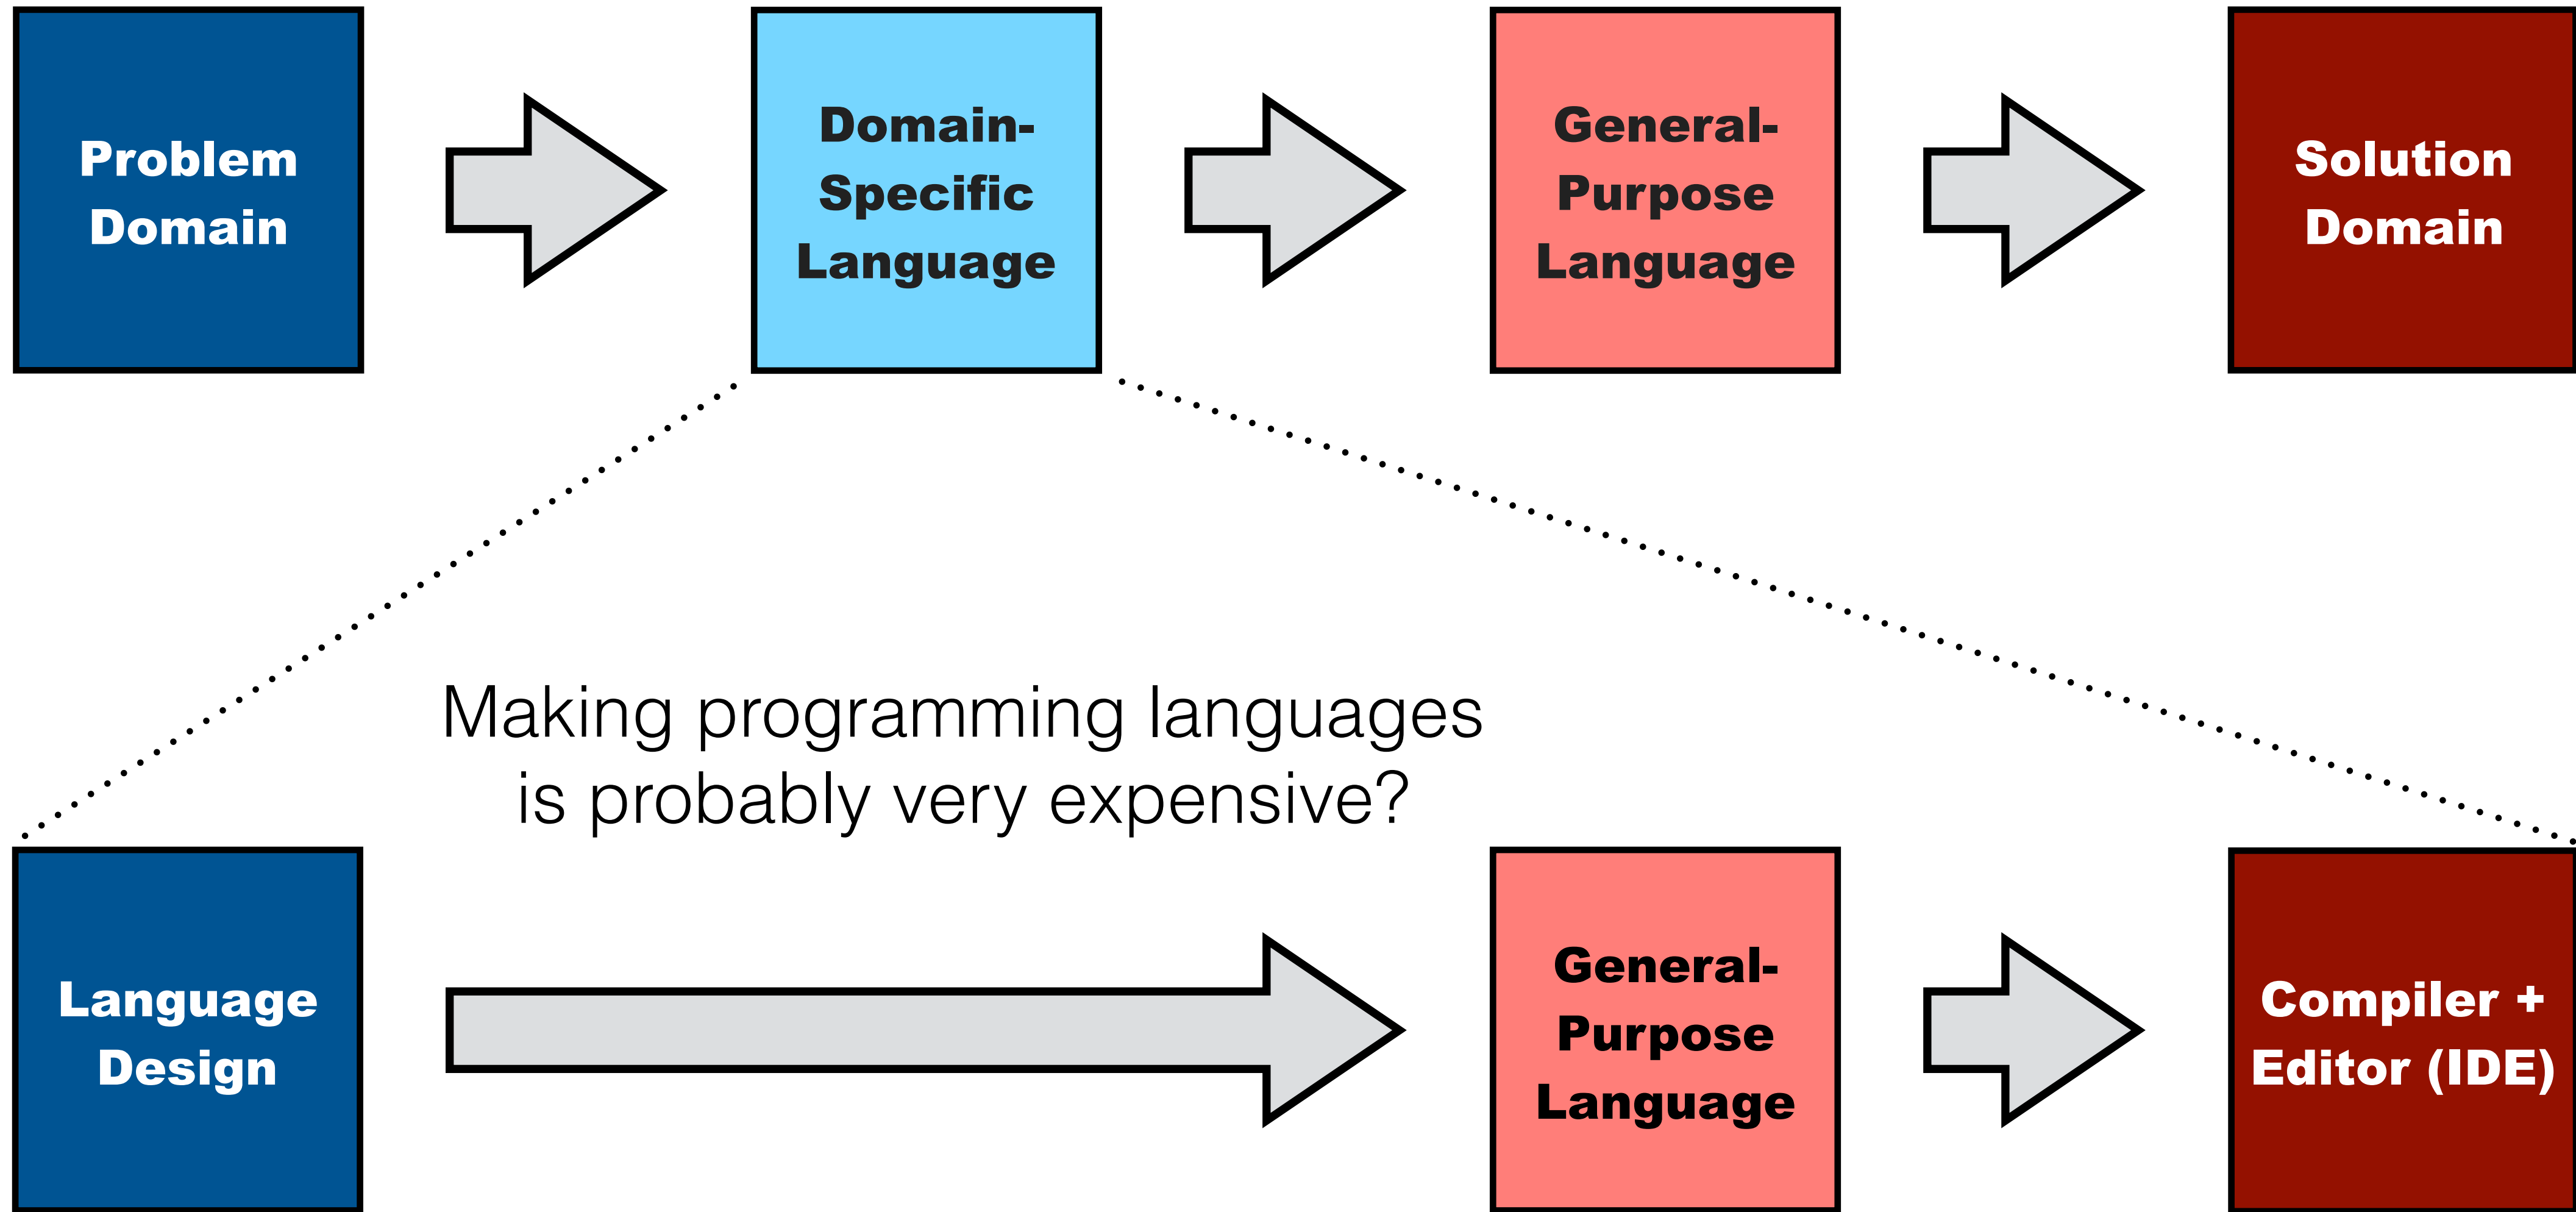 Problem
Domain
Domain-
Specific
Language
General-
Purpose
Language
Solution
Domain
Making programming languages
is probably very expensive?
Language
Design
General-
Purpose
Language
Compiler +
Editor (IDE)